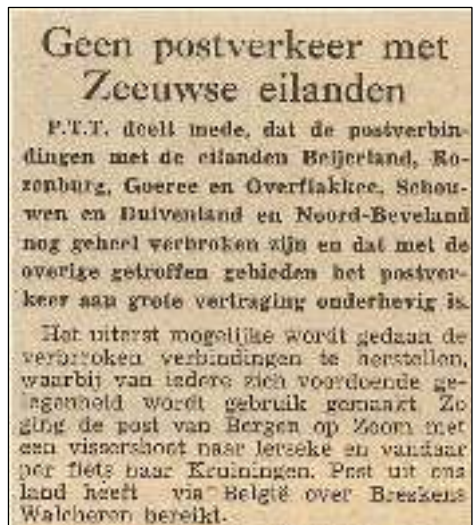 Geen postverkeer met
Zeeuwse eilanden
P.T.T. deelt mede, dat de postverbin-
dingen met de eilanden Beijerland, Ro-
zenburg, Goeree en Overflakkee, Schou-
wen en Duivenland en Noord-Beveland
nog geheel verbroken zijn en dat met de
overige getroffen gebieden het postver-
keer aan grote vertraging onderhevig is.
Het uiterst mogelijke wordt gedaan de
verbroken verbindingen te herstellen,
waarbij van iedere zich voordoende ge-
legenheid wordt gebruik gemaakt. Zo
ging de post van Bergen op Zoom met
een vissersboot naar Ierseke en vandaar
per fiets naar Kruiningen. Post uit ons
land heeft via België over Breskens
Walcheren bereikt.